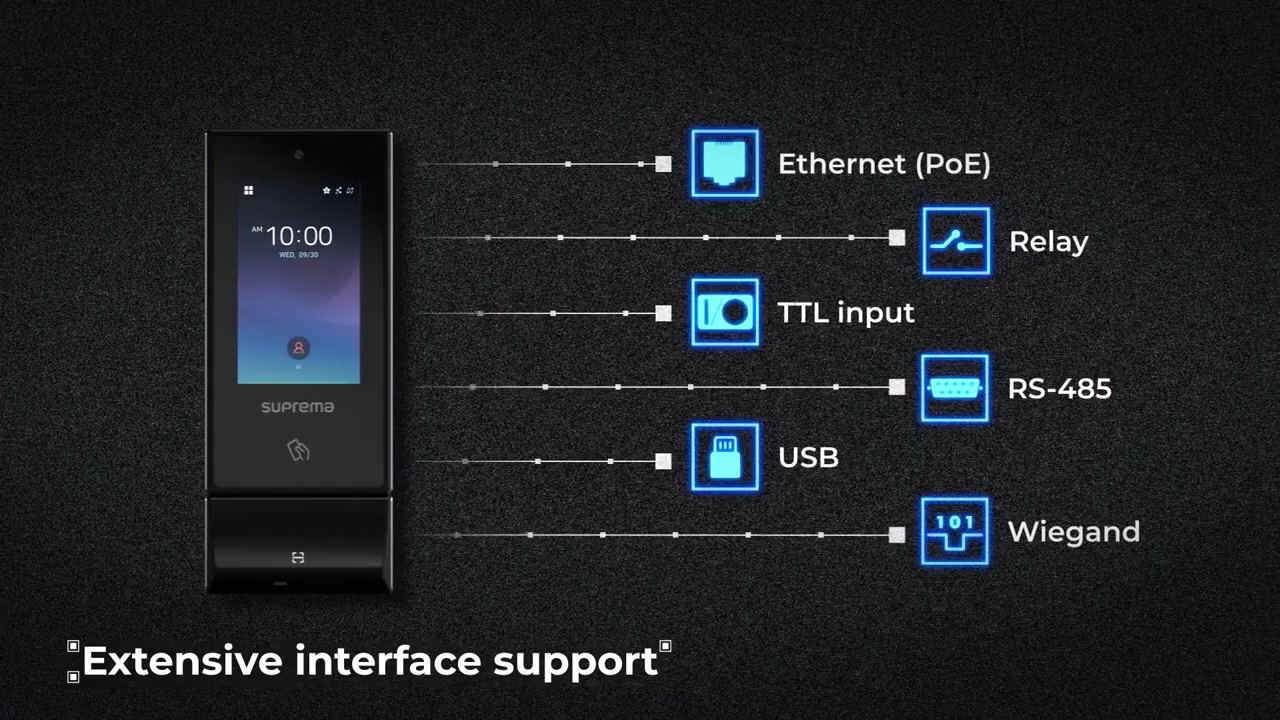 AM 10:00
WED, 09/30
suprema
Ethernet (PoE)
Relay
TTL input
RS-485
USB
101
Wiegand
Extensive interface support